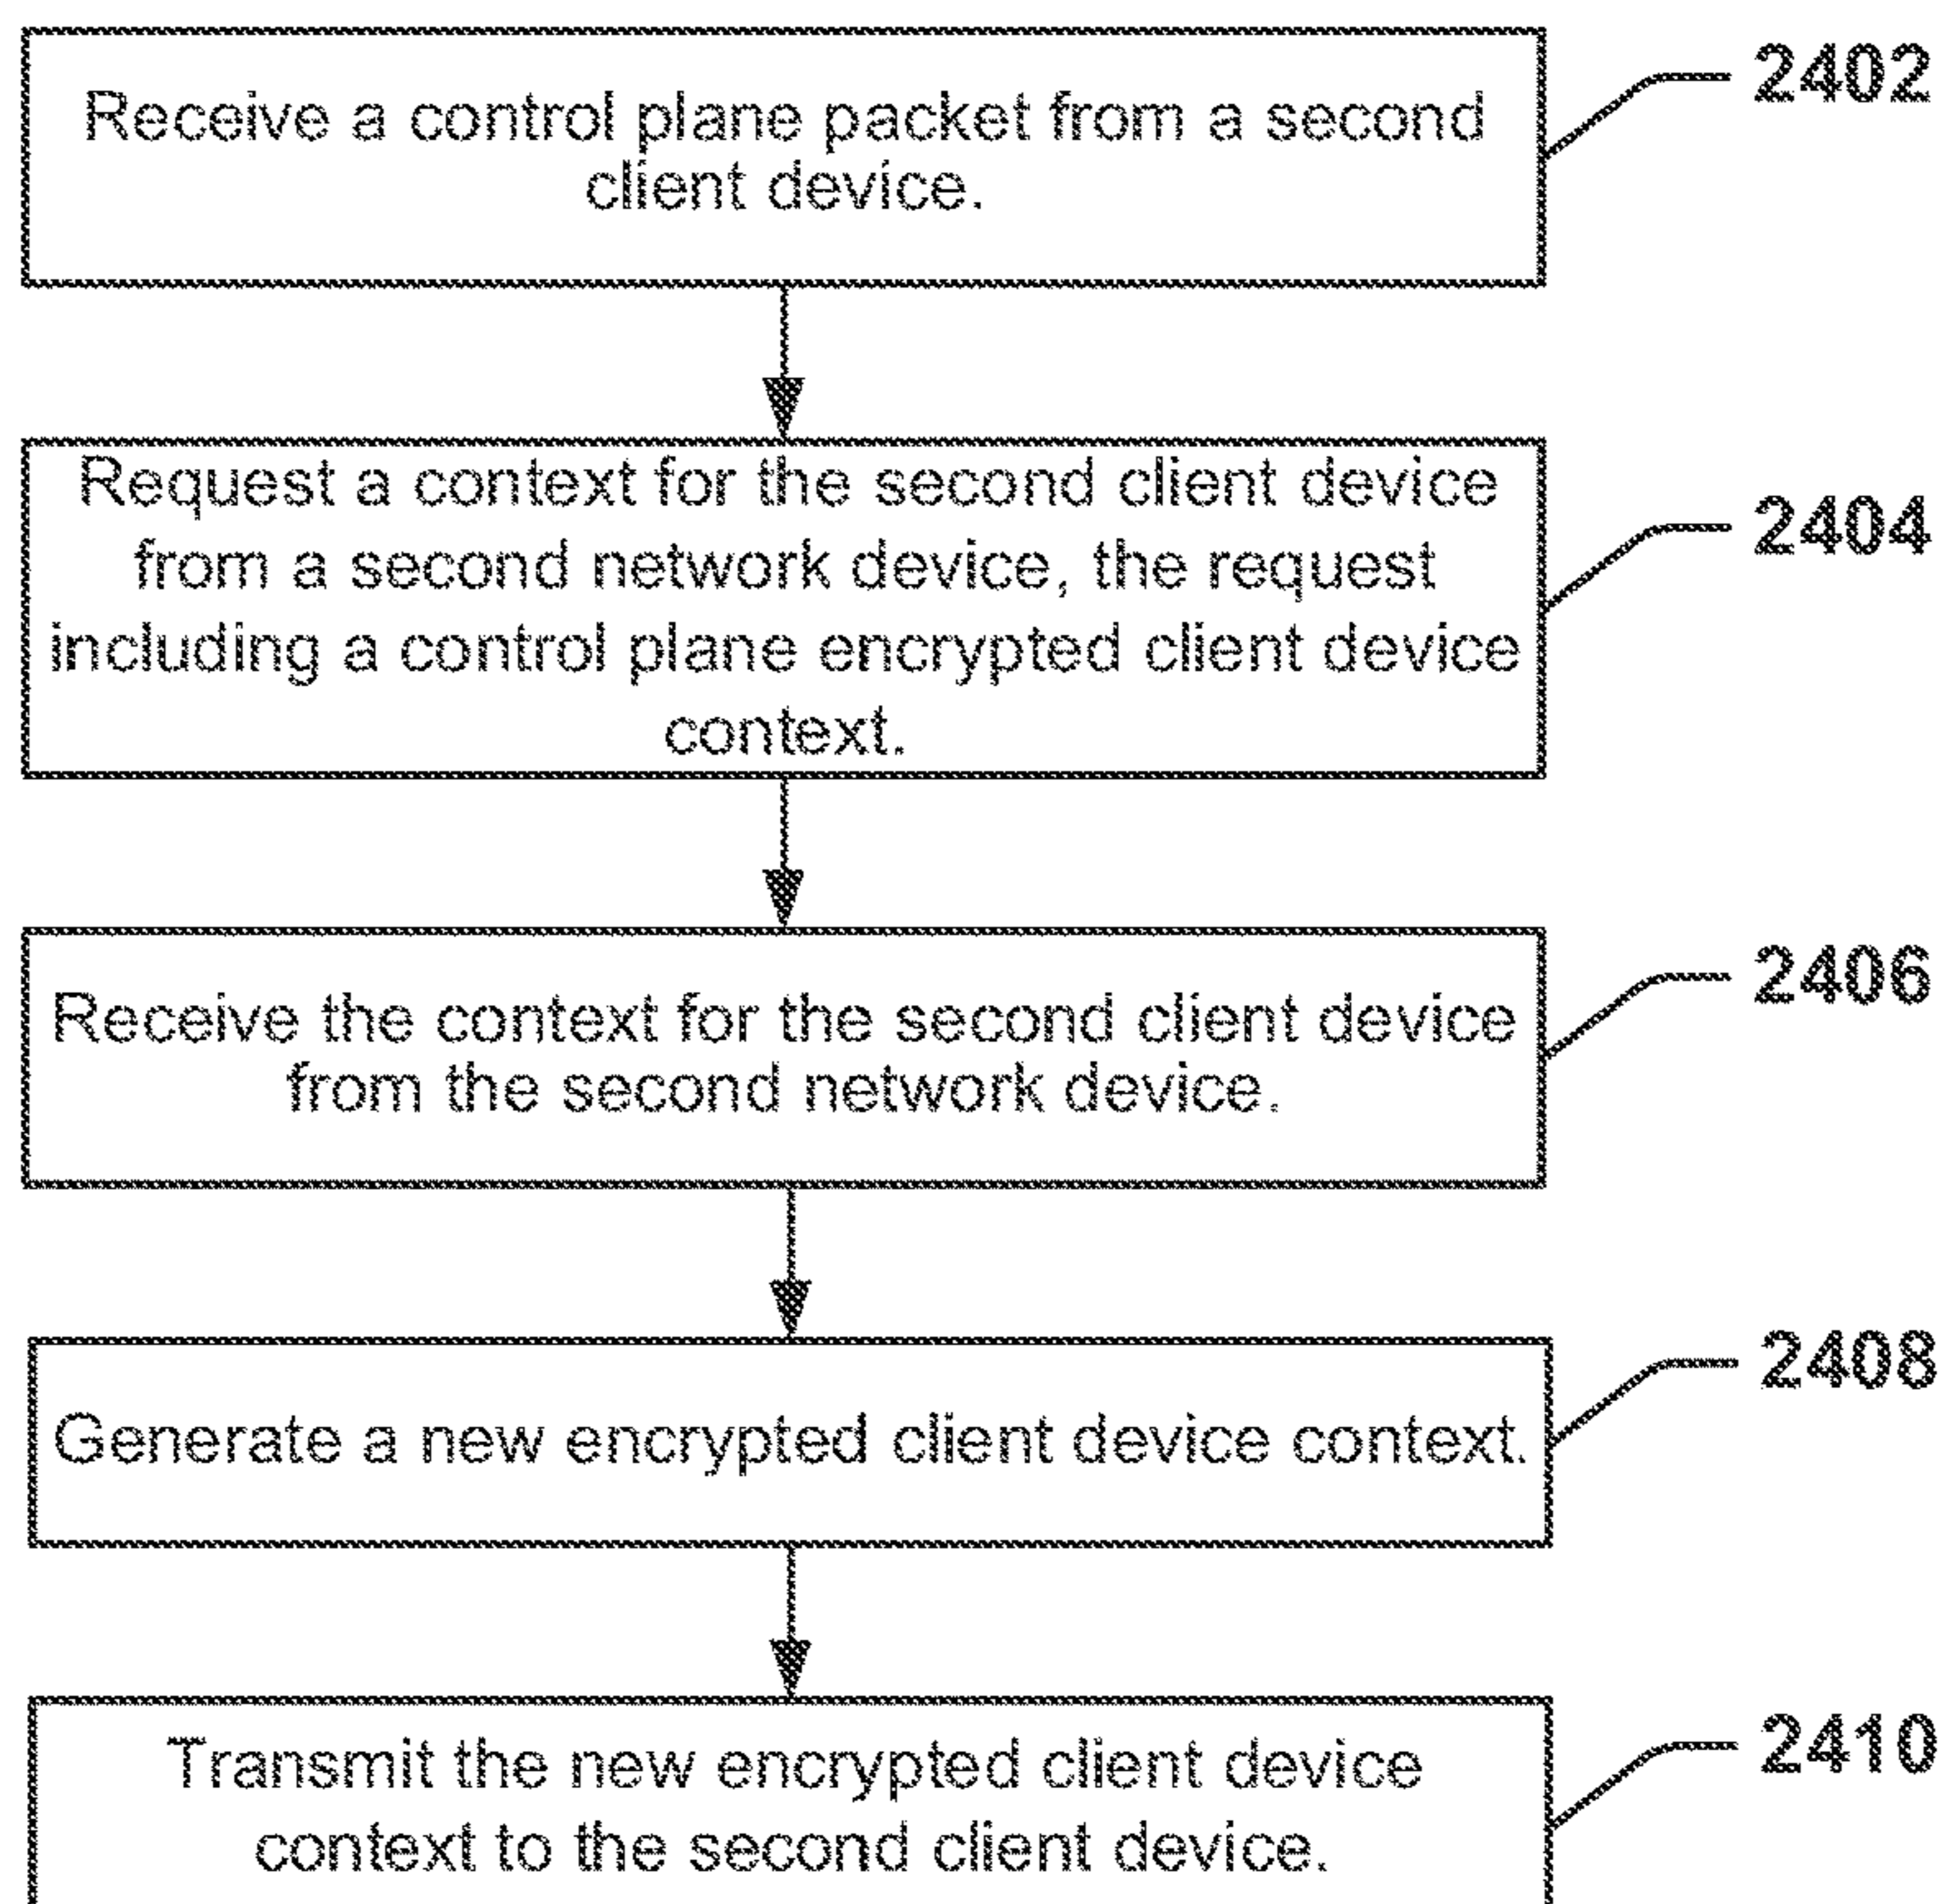 Receive a control plane packet from a second
client device.
2402
Request a context for the second client device
from a second network device, the request
including a control plane encrypted client device
context.
2404
Receive the context for the second client device
from the second network device.
2406
Generate a new encrypted client device context.
2408
Transmit the new encrypted client device
context to the second client device.
2410